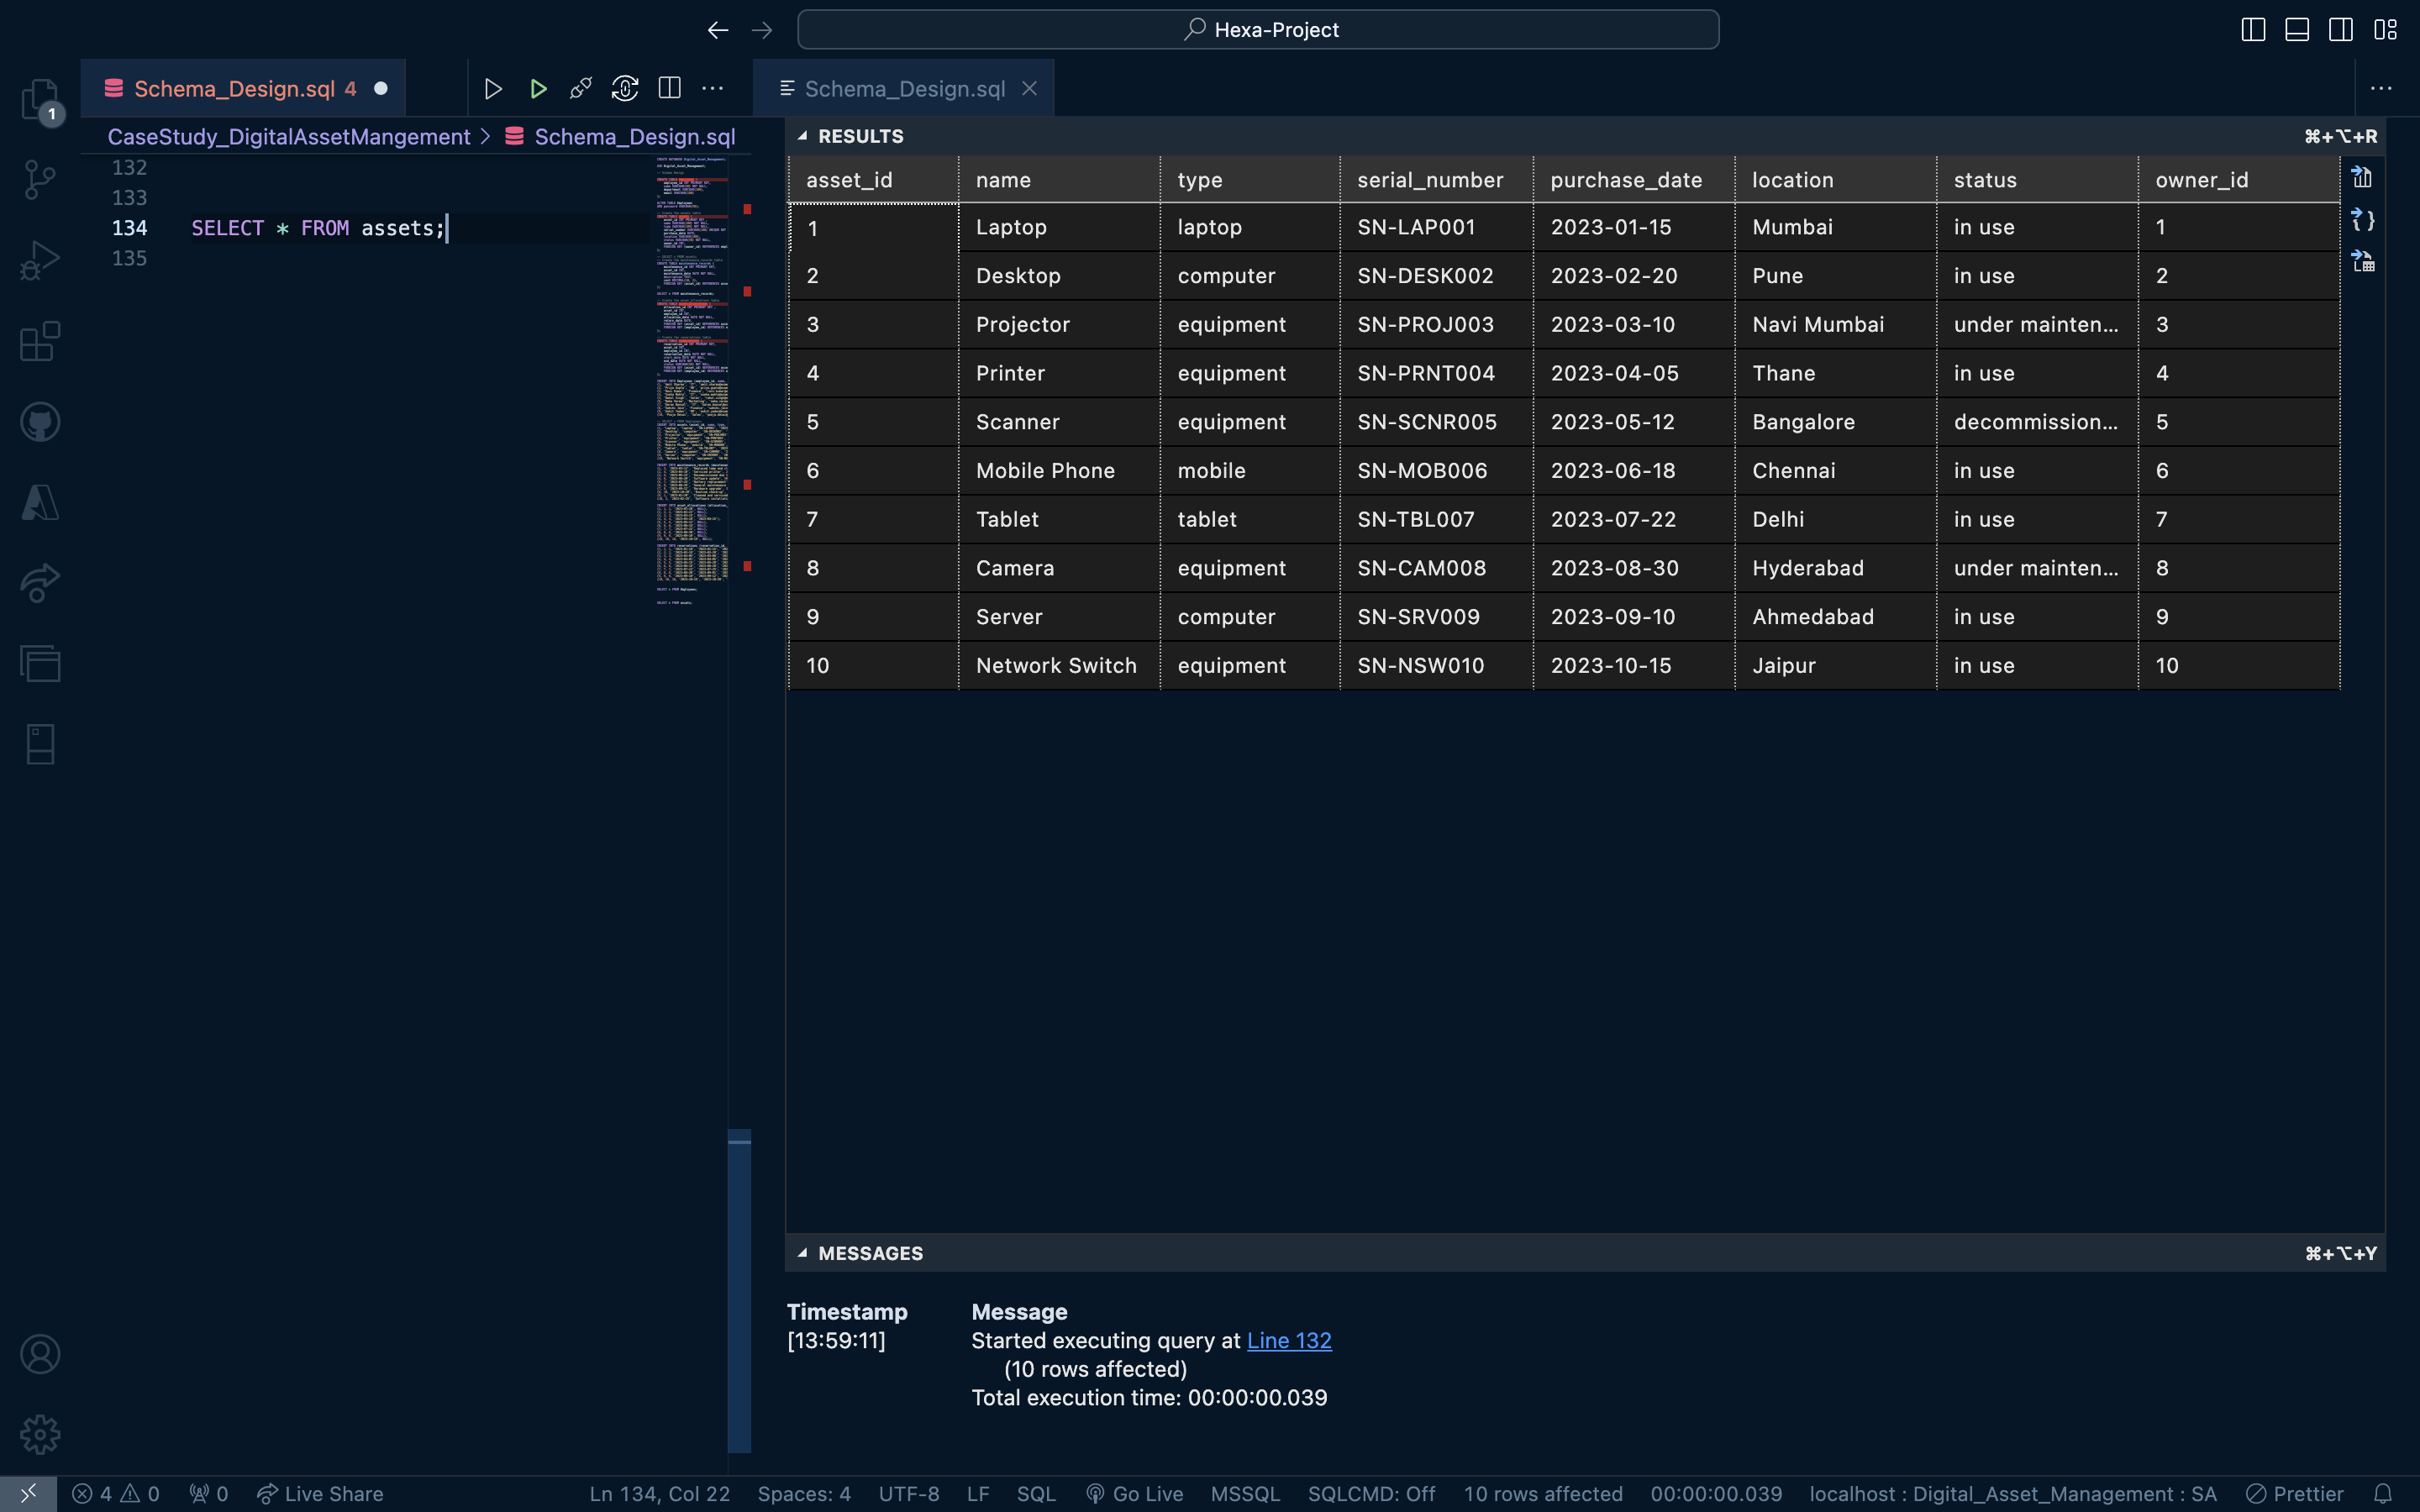 Hexa-Project
Schema_Design.sql 4
Schema_Design.sql
1
CaseStudy_DigitalAssetMangement > Schema_Design.sql
132
133
134 SELECT * FROM assets;
135
RESULTS ⌘+⌥+R
asset_id name type serial_number purchase_date location status owner_id
1 Laptop laptop SN-LAP001 2023-01-15 Mumbai in use 1
2 Desktop computer SN-DESK002 2023-02-20 Pune in use 2
3 Projector equipment SN-PROJ003 2023-03-10 Navi Mumbai under mainten... 3
4 Printer equipment SN-PRNT004 2023-04-05 Thane in use 4
5 Scanner equipment SN-SCNR005 2023-05-12 Bangalore decommission... 5
6 Mobile Phone mobile SN-MOB006 2023-06-18 Chennai in use 6
7 Tablet tablet SN-TBL007 2023-07-22 Delhi in use 7
8 Camera equipment SN-CAM008 2023-08-30 Hyderabad under mainten... 8
9 Server computer SN-SRV009 2023-09-10 Ahmedabad in use 9
10 Network Switch equipment SN-NSW010 2023-10-15 Jaipur in use 10
MESSAGES ⌘+⌥+Y
Timestamp Message
[13:59:11] Started executing query at Line 132
(10 rows affected)
Total execution time: 00:00:00.039
4 0 0 Live Share Ln 134, Col 22 Spaces: 4 UTF-8 LF SQL Go Live MSSQL SQLCMD: Off 10 rows affected 00:00:00.039 localhost : Digital_Asset_Management : SA Prettier